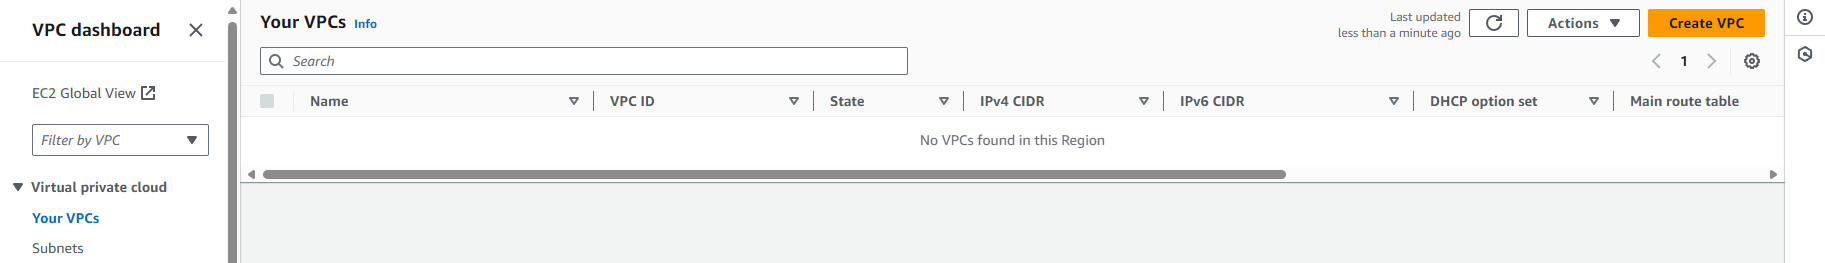 VPC dashboard
EC2 Global View
Filter by VPC
Virtual private cloud
Your VPCs
Subnets
Your VPCs Info
Last updated
less than a minute ago
Actions
Create VPC
Search
1
Name VPC ID State IPv4 CIDR IPv6 CIDR DHCP option set Main route table
No VPCs found in this Region